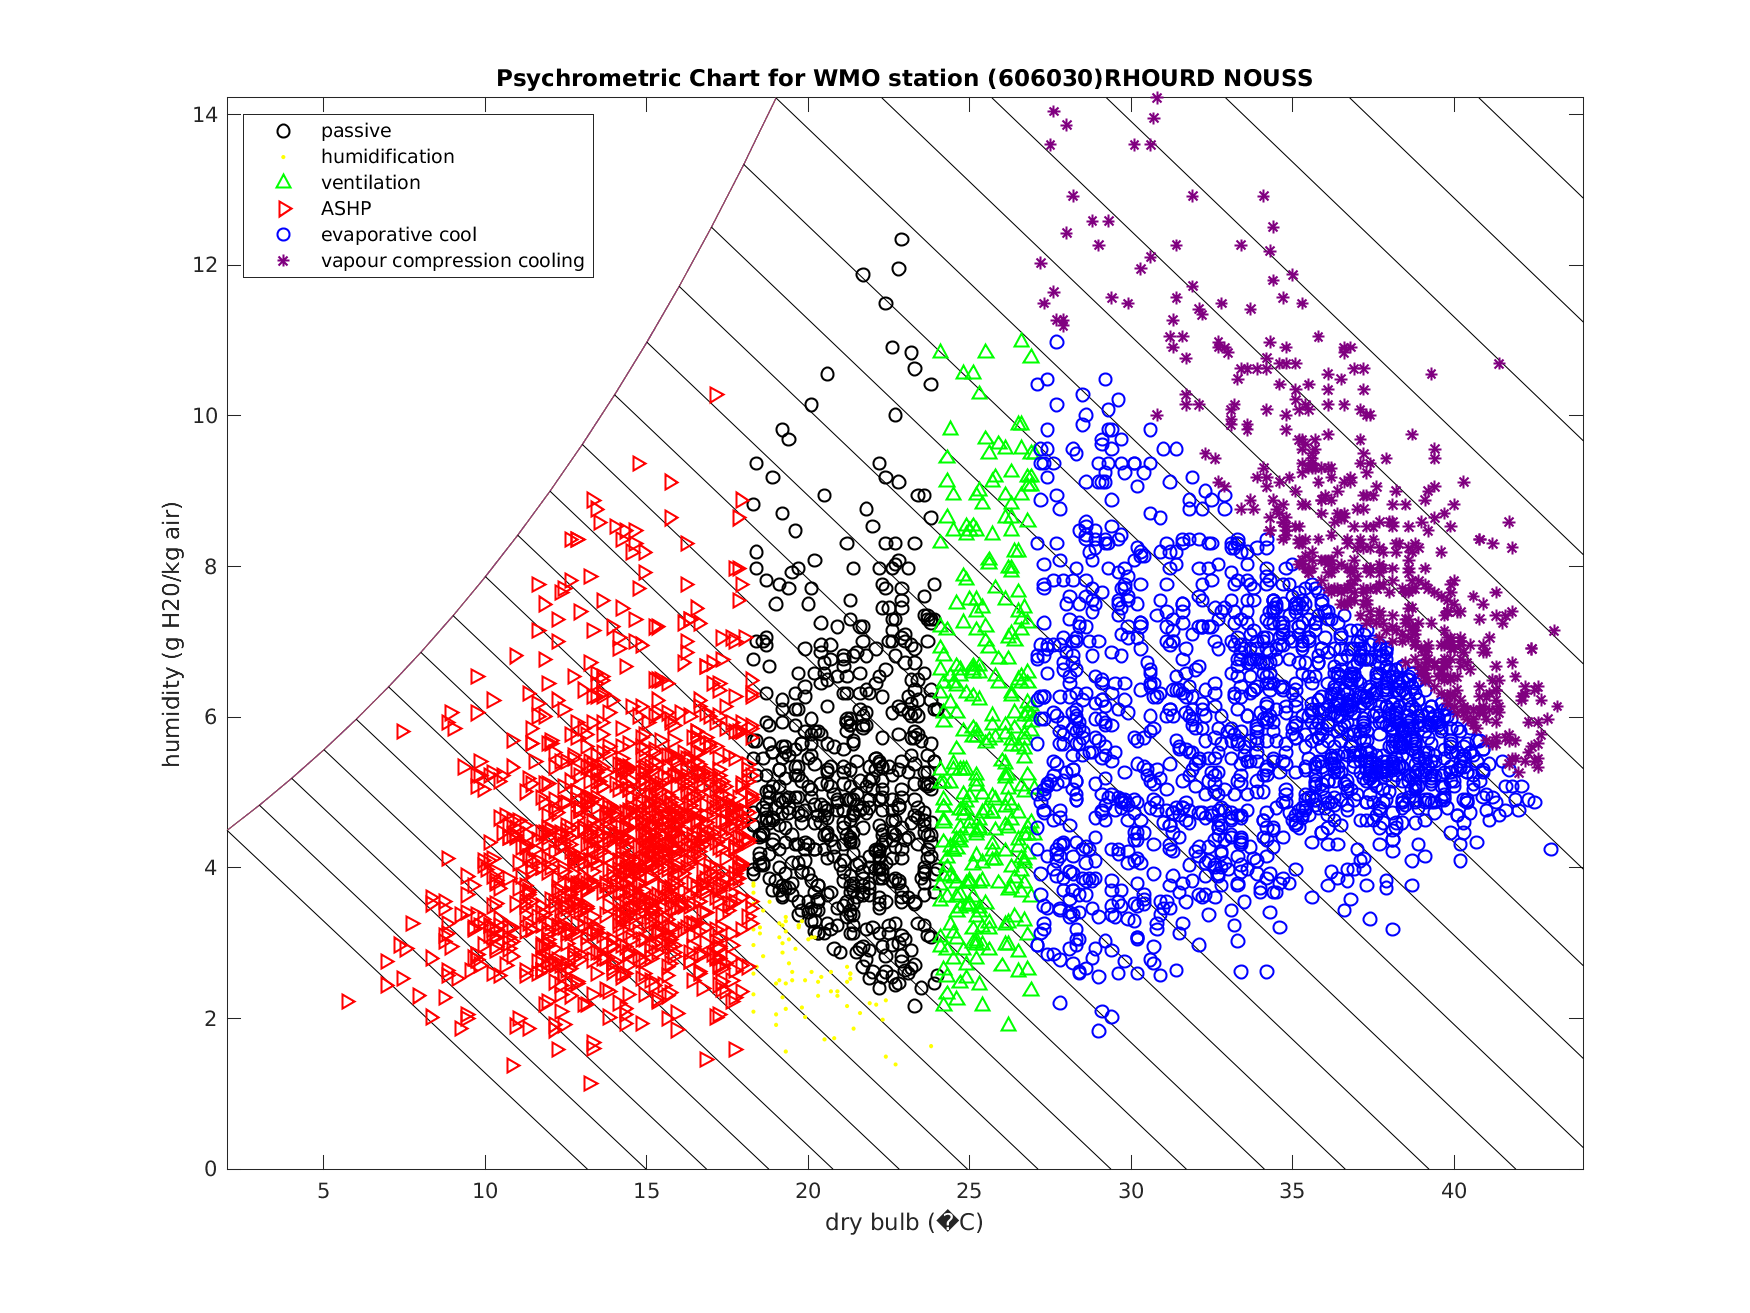 Psychrometric Chart for WMO station (606030)RHOURD NOUSS
passive
humidification
ventilation
ASHP
evaporative cool
vapour compression cooling
14
12
10
8
6
4
2
0
humidity (g H20/kg air)
5 10 15 20 25 30 35 40
dry bulb (�C)